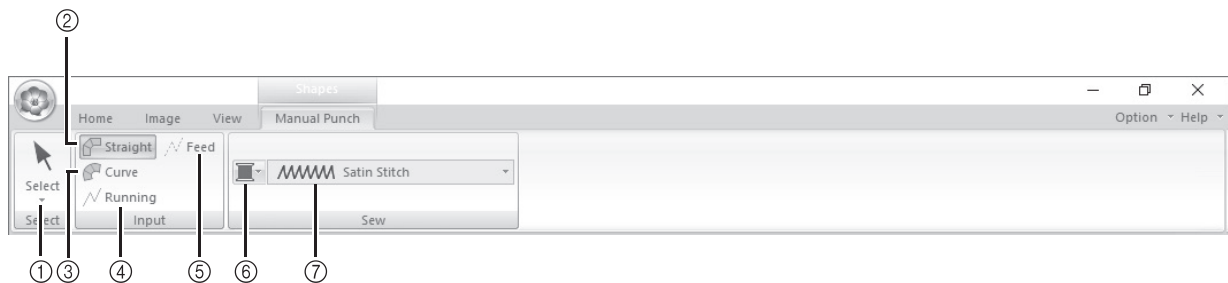 ②
Shapes
Home Image View Manual Punch Option Help
Straight Feed
Curve
Select
Running
Satin Stitch
Select Input Sew
① ③ ④ ⑤ ⑥ ⑦